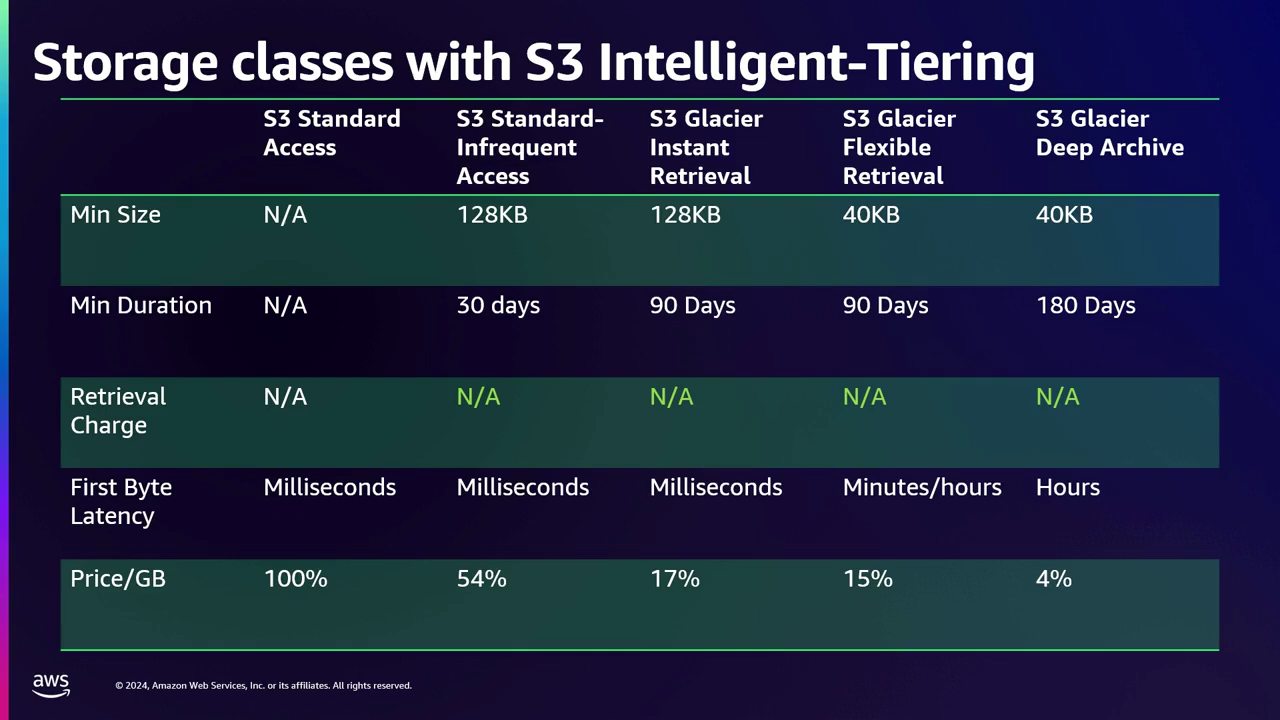 Storage classes with S3 Intelligent-Tiering
S3 Standard Access
S3 Standard-Infrequent Access
S3 Glacier Instant Retrieval
S3 Glacier Flexible Retrieval
S3 Glacier Deep Archive
Min Size N/A 128KB 128KB 40KB 40KB
Min Duration N/A 30 days 90 Days 90 Days 180 Days
Retrieval Charge N/A N/A N/A N/A N/A
First Byte Latency Milliseconds Milliseconds Milliseconds Minutes/hours Hours
Price/GB 100% 54% 17% 15% 4%
aws
© 2024, Amazon Web Services, Inc. or its affiliates. All rights reserved.